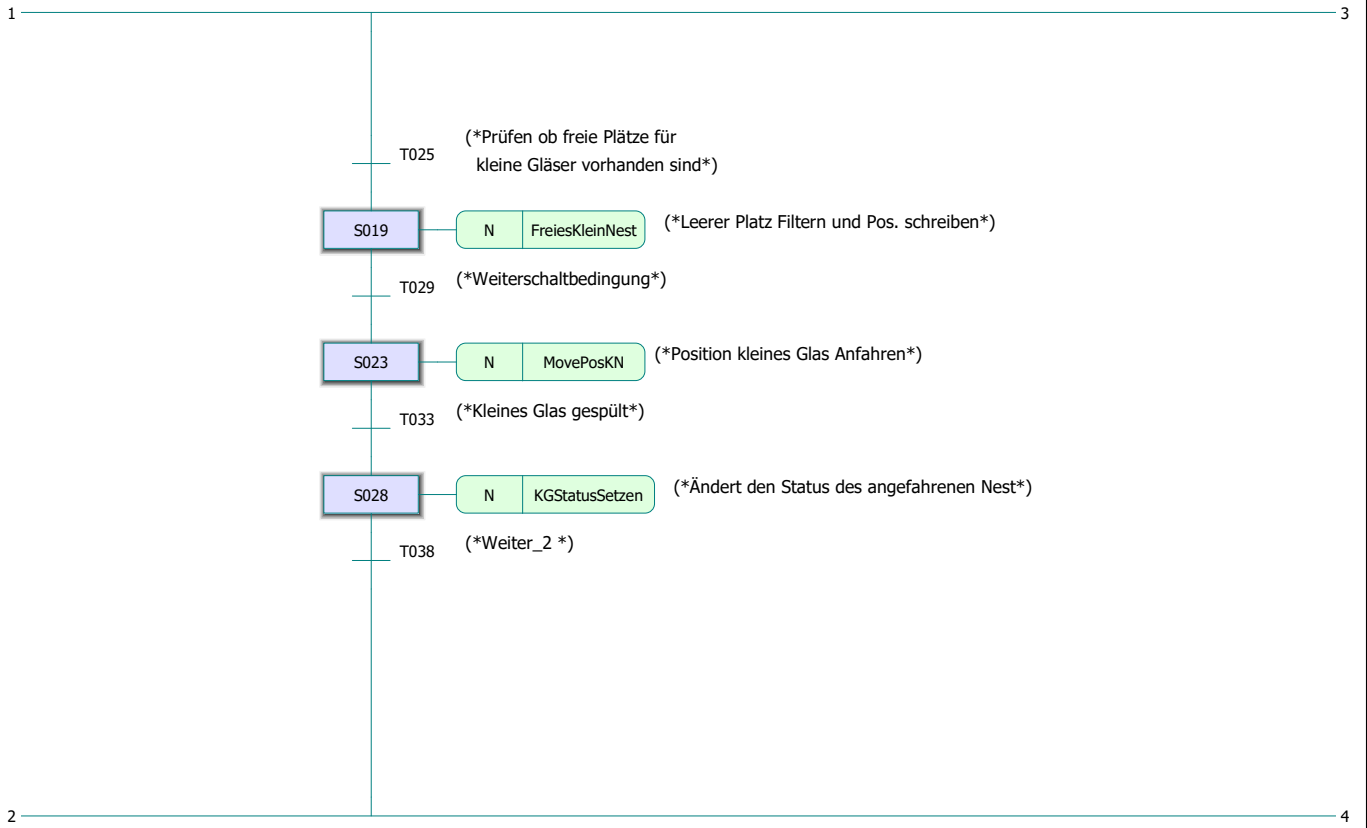 1
3
(*Prüfen ob freie Plätze für
T025
kleine Gläser vorhanden sind*)
S019
N
FreiesKleinNest
(*Leerer Platz Filtern und Pos. schreiben*)
T029
(*Weiterschaltbedingung*)
S023
N
MovePosKN
(*Position kleines Glas Anfahren*)
T033
(*Kleines Glas gespült*)
S028
N
KGStatusSetzen
(*Ändert den Status des angefahrenen Nest*)
T038
(*Weiter_2 *)
2
4